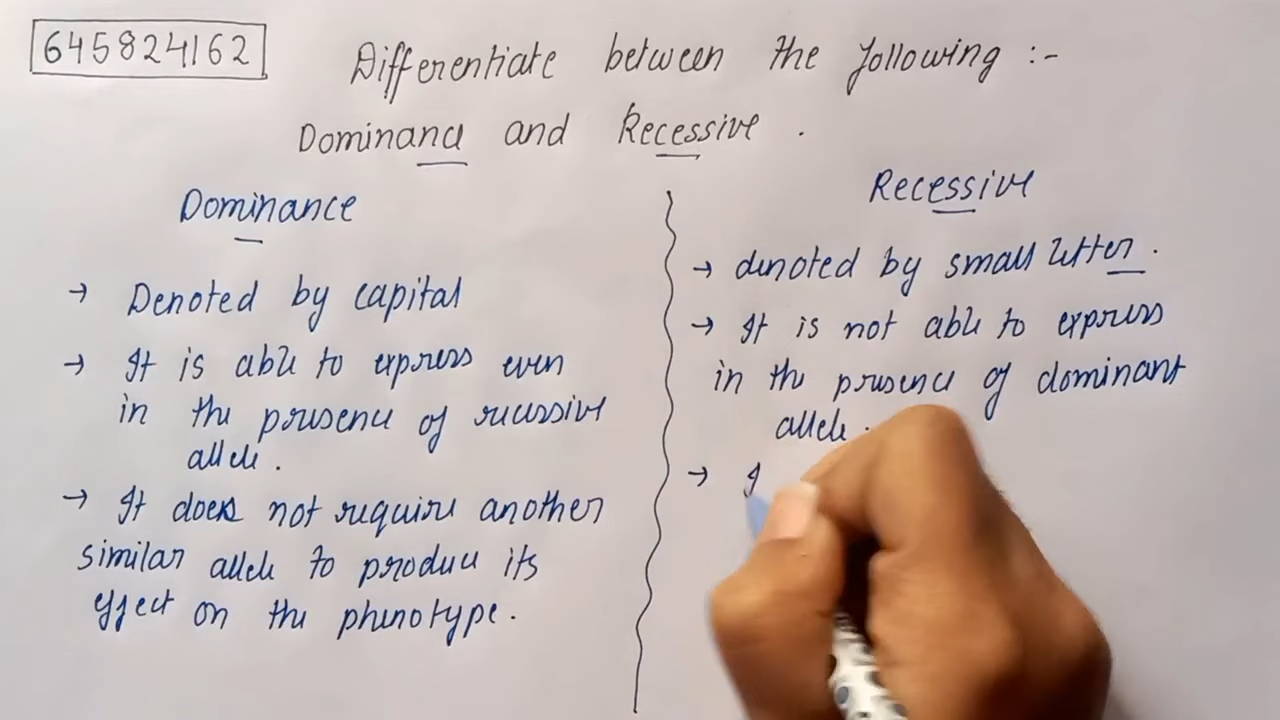 645824162
Differentiate between the following :-
Dominance and Recessive .
Dominance
→ Denoted by capital
→ It is able to express even
in the presence of recessive
allele .
→ It does not require another
similar allele to produce its
effect on the phenotype .
Recessive
→ denoted by small letter .
→ It is not able to express
in the presence of dominant
allele .
→ I